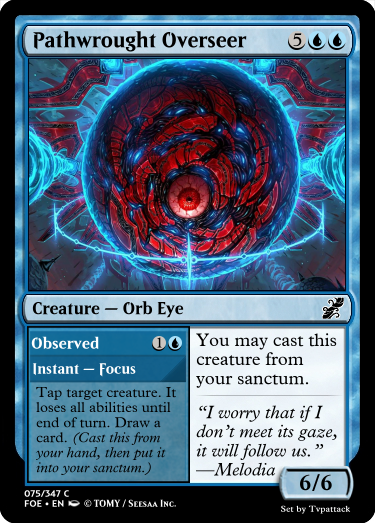 Pathwrought Overseer 5
Creature — Orb Eye
Observed 1
Instant — Focus
Tap target creature. It
loses all abilities until
end of turn. Draw a
card. (Cast this from
your hand, then put it
into your sanctum.)
You may cast this
creature from
your sanctum.
“I worry that if I
don’t meet its gaze,
it will follow us.”
—Melodia
6/6
075/347 C
FOE • EN © TOMY / Seesaa Inc.
Set by Tvpattack